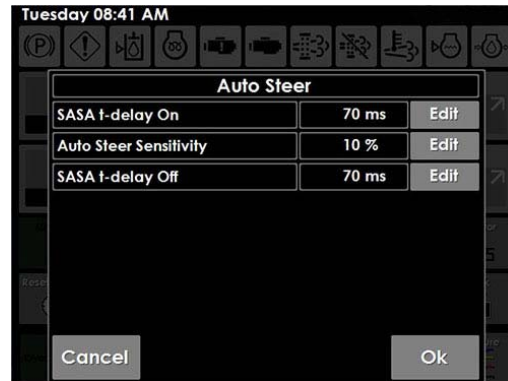 Tuesday 08:41 AM
Auto Steer
SASA t-delay On 70 ms Edit
Auto Steer Sensitivity 10 % Edit
SASA t-delay Off 70 ms Edit
Cancel Ok